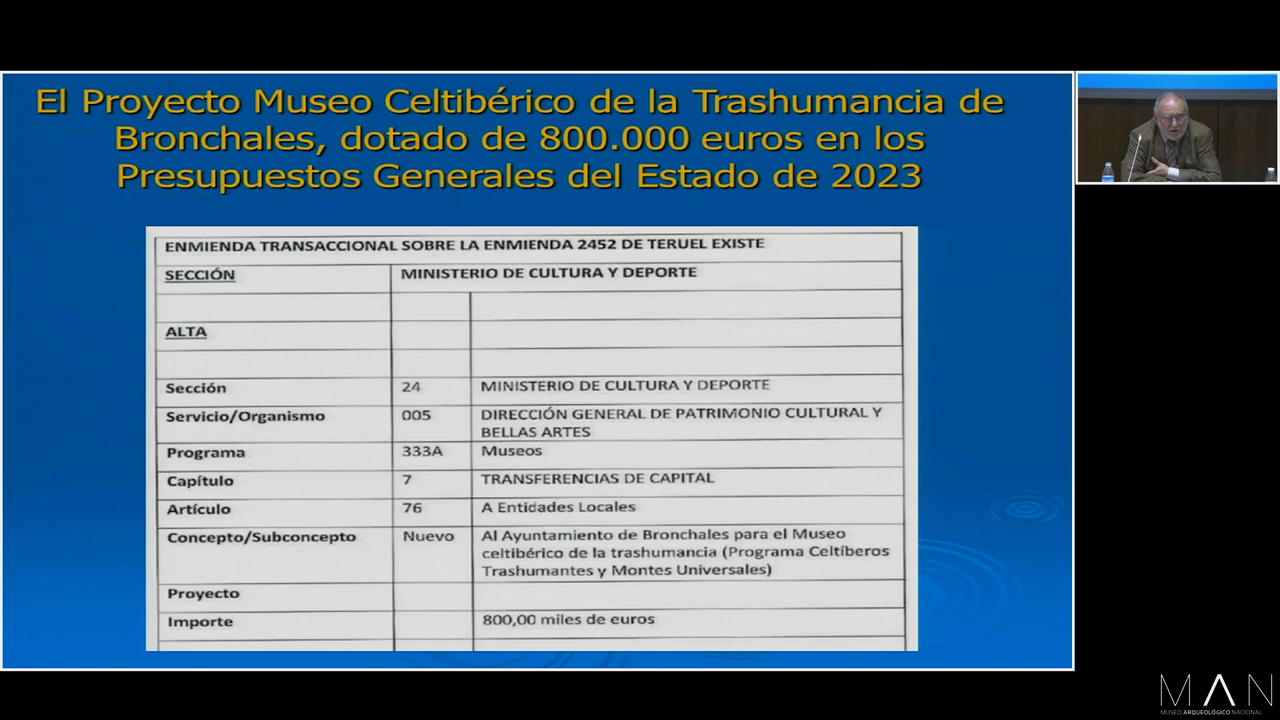 El Proyecto Museo Celtibérico de la Trashumancia de
Bronchales, dotado de 800.000 euros en los
Presupuestos Generales del Estado de 2023
ENMIENDA TRANSACCIONAL SOBRE LA ENMIENDA 2452 DE TERUEL EXISTE
SECCIÓN MINISTERIO DE CULTURA Y DEPORTE
ALTA
Sección 24 MINISTERIO DE CULTURA Y DEPORTE
Servicio/Organismo 005 DIRECCIÓN GENERAL DE PATRIMONIO CULTURAL Y
BELLAS ARTES
Programa 333A Museos
Capítulo 7 TRANSFERENCIAS DE CAPITAL
Artículo 76 A Entidades Locales
Concepto/Subconcepto Nuevo Al Ayuntamiento de Bronchales para el Museo
celtibérico de la trashumancia (Programa Celtíberos
Trashumantes y Montes Universales)
Proyecto
Importe 800,00 miles de euros
MAN
MUSEO ARQUEOLÓGICO NACIONAL